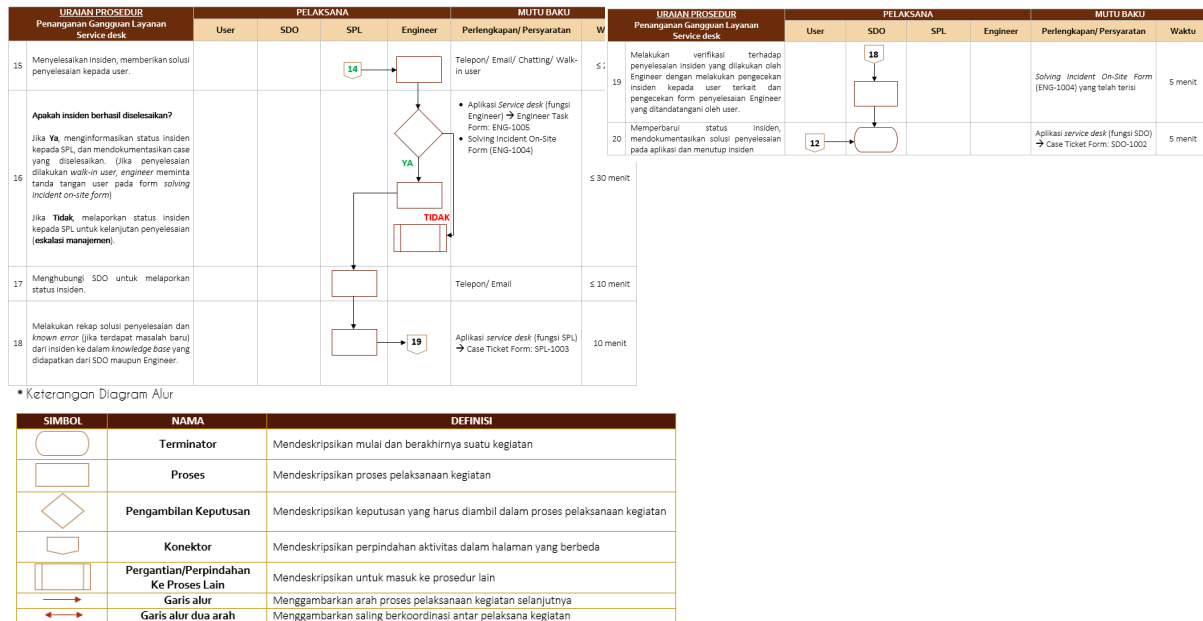 URAIAN PROSEDUR
Penanganan Gangguan Layanan
Service desk
PELAKSANA
MUTU BAKU
User
SDO
SPL
Engineer
Perlengkapan/ Persyaratan
15
Menyelesaikan insiden, memberikan solusi
penyelesaian kepada user.
14
Telepon/ Email/ Chatting/ Walk-
in user
16
Apakah insiden berhasil diselesaikan?
Jika Ya, menginformasikan status insiden
kepada SPL, dan mendokumentasikan case
yang diselesaikan. (Jika penyelesaian
dilakukan walk-in user, engineer meminta
tanda tangan user pada form solving
incident on-site form)
Jika Tidak, melaporkan status insiden
kepada SPL untuk kelanjutan penyelesaian
(eskalasi manajemen).
YA
TIDAK
• Aplikasi Service desk (fungsi
Engineer) → Engineer Task
Form: ENG-1005
• Solving Incident On-Site
Form (ENG-1004)
≤ 30 menit
17
Menghubungi SDO untuk melaporkan
status insiden.
Telepon/ Email
≤ 10 menit
18
Melakukan rekap solusi penyelesaian dan
known error (jika terdapat masalah baru)
dari insiden ke dalam knowledge base yang
didapatkan dari SDO maupun Engineer.
19
Aplikasi service desk (fungsi SPL)
→ Case Ticket Form: SPL-1003
10 menit
URAIAN PROSEDUR
Penanganan Gangguan Layanan
Service desk
PELAKSANA
MUTU BAKU
User
SDO
SPL
Engineer
Perlengkapan/ Persyaratan
Waktu
19
Melakukan verifikasi terhadap
penyelesaian insiden yang dilakukan oleh
Engineer dengan melakukan pengecekan
insiden kepada user terkait dan
pengecekan form penyelesaian Engineer
yang ditandatangani oleh user.
18
Solving Incident On-Site Form
(ENG-1004) yang telah terisi
5 menit
20
Memperbarui status insiden,
mendokumentasikan solusi penyelesaian
pada aplikasi dan menutup insiden
12
Aplikasi service desk (fungsi SDO)
→ Case Ticket Form: SDO-1002
5 menit
* Keterangan Diagram Alur
SIMBOL
NAMA
DEFINISI
Terminator
Mendeskripsikan mulai dan berakhirnya suatu kegiatan
Proses
Mendeskripsikan proses pelaksanaan kegiatan
Pengambilan Keputusan
Mendeskripsikan keputusan yang harus diambil dalam proses pelaksanaan kegiatan
Konektor
Mendeskripsikan perpindahan aktivitas dalam halaman yang berbeda
Pergantian/Perpindahan
Ke Proses Lain
Mendeskripsikan untuk masuk ke prosedur lain
Garis alur
Menggambarkan arah proses pelaksanaan kegiatan selanjutnya
Garis alur dua arah
Menggambarkan saling berkoordinasi antar pelaksana kegiatan